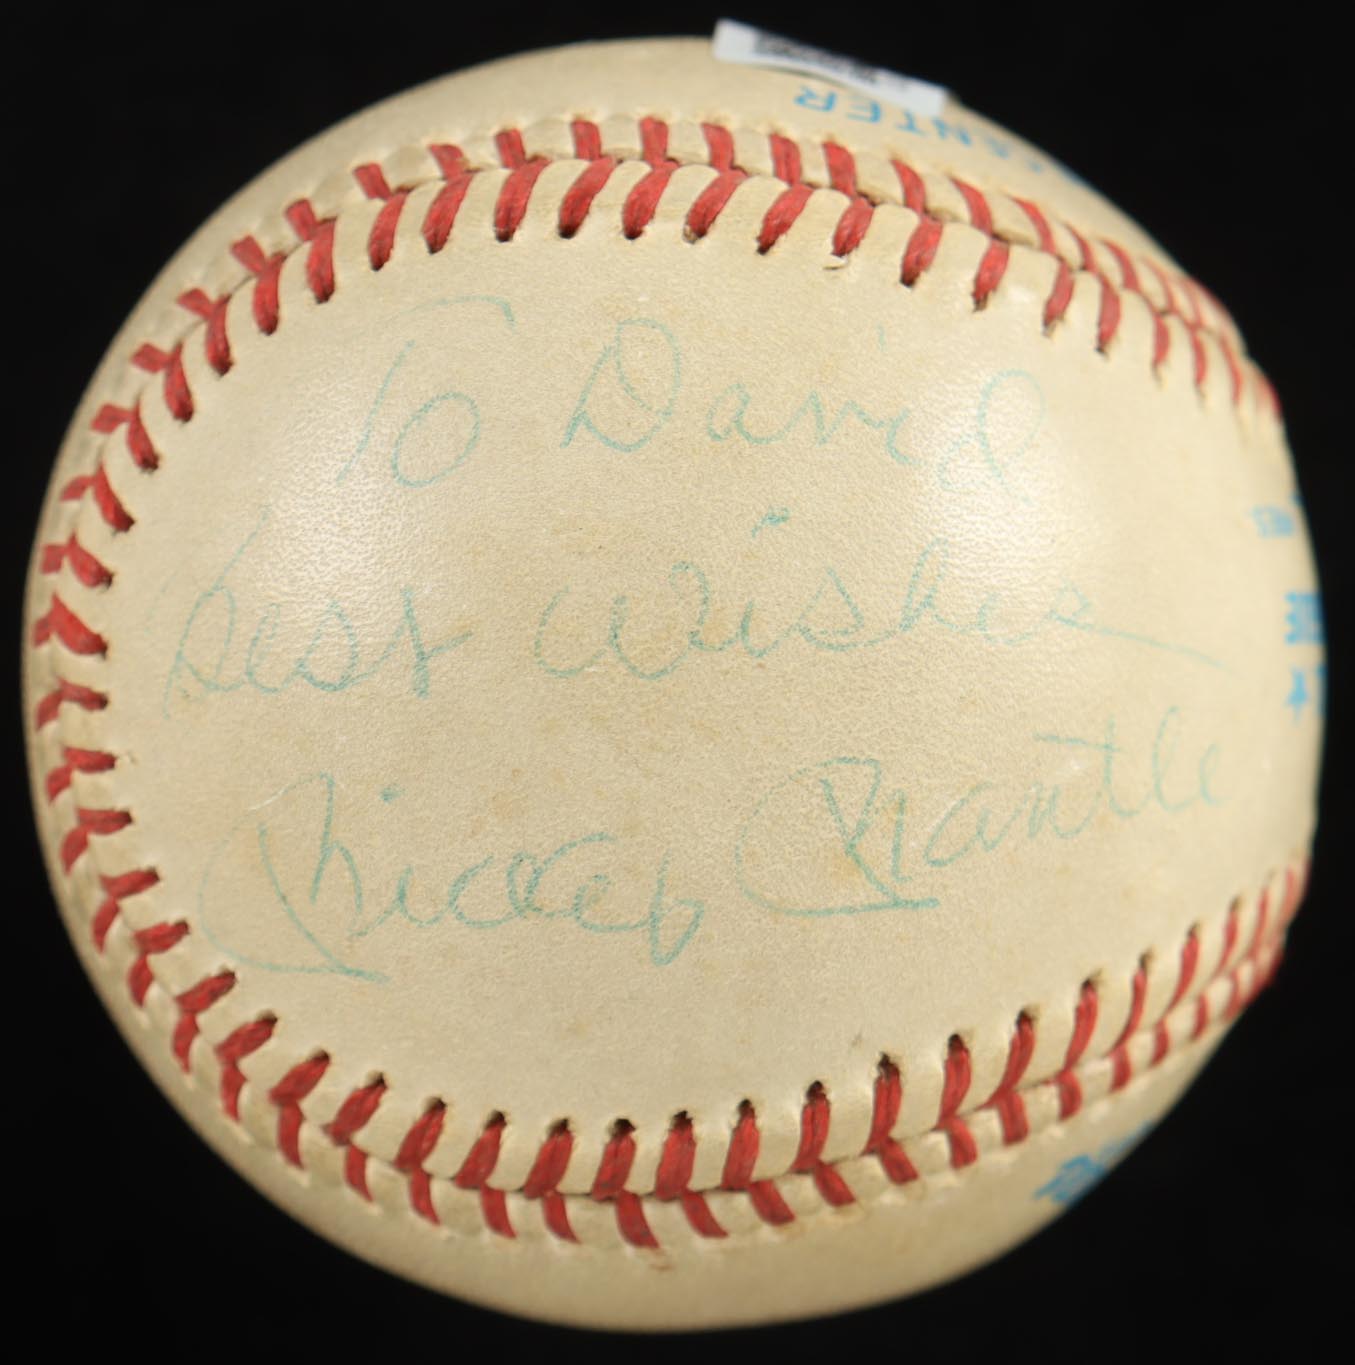 To David
Best Wishes
Mickey Mantle